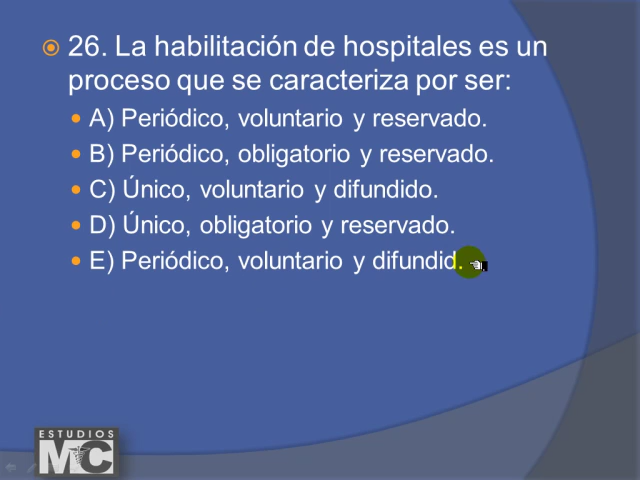 26. La habilitación de hospitales es un
proceso que se caracteriza por ser:
A) Periódico, voluntario y reservado.
B) Periódico, obligatorio y reservado.
C) Único, voluntario y difundido.
D) Único, obligatorio y reservado.
E) Periódico, voluntario y difundid.
ESTUDIOS
MC